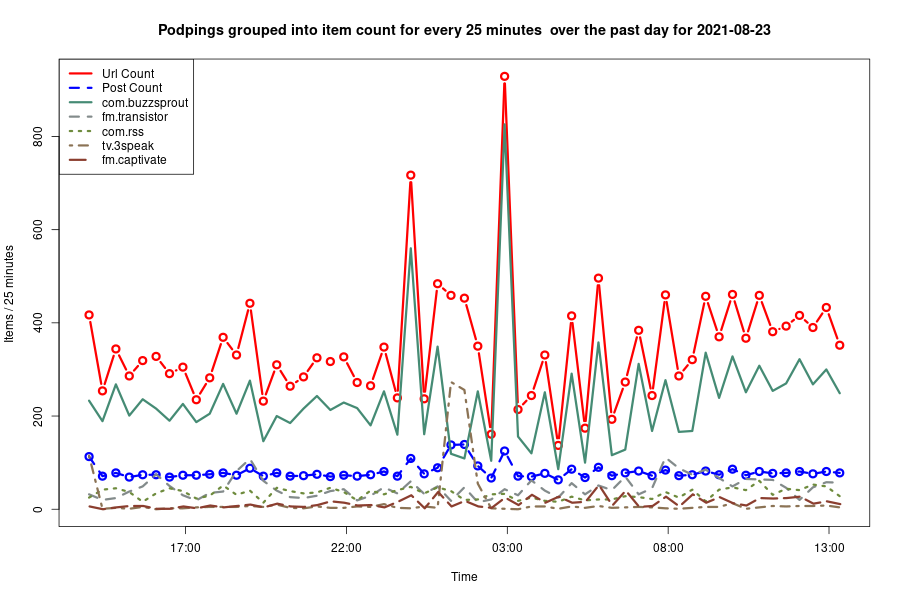 Podpings grouped into item count for every 25 minutes  over the past day for 2021-08-23
Url Count
Post Count
com.buzzsprout
fm.transistor
com.rss
tv.3speak
fm.captivate
Items / 25 minutes
800
600
400
200
0
17:00
22:00
03:00
08:00
13:00
Time